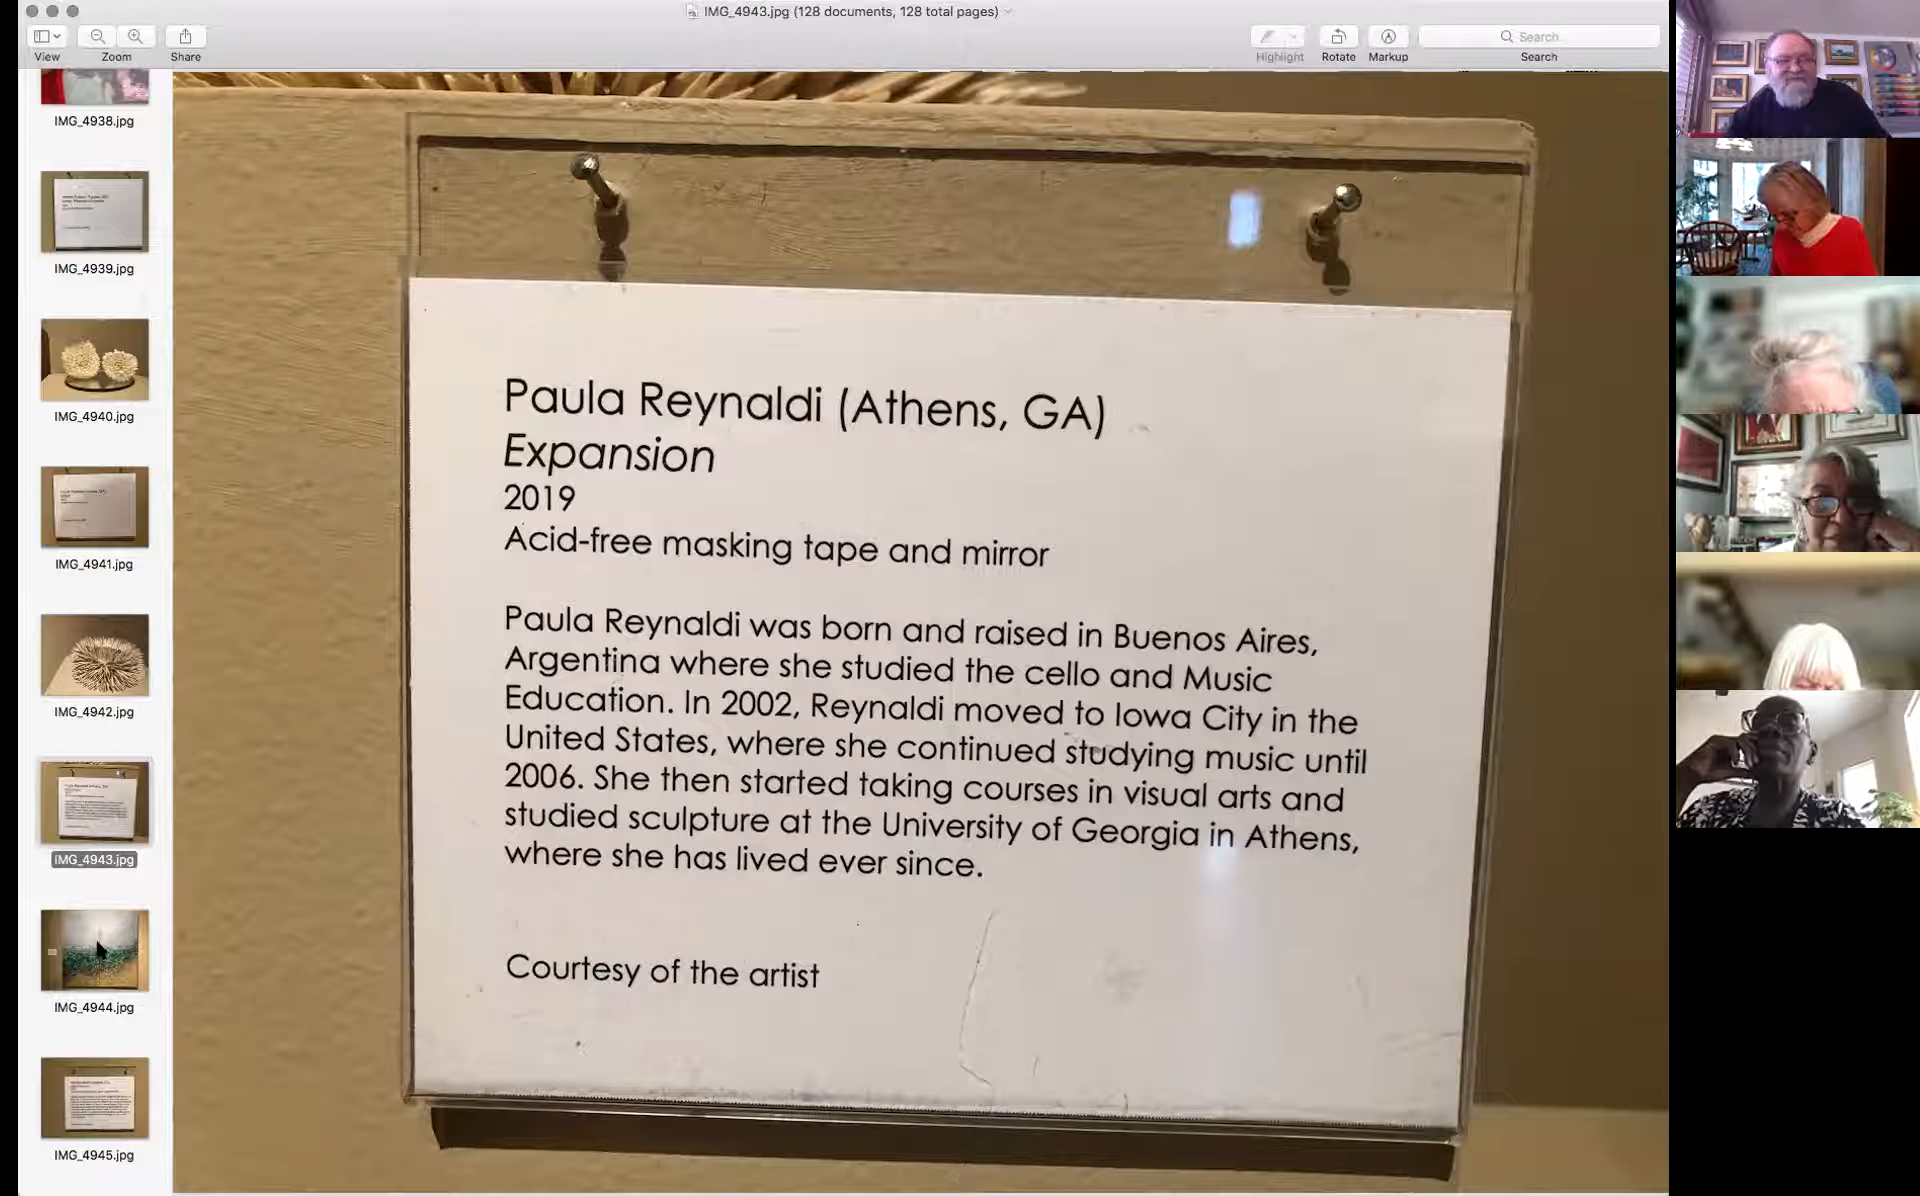 IMG_4943.jpg (128 documents, 128 total pages)
View
Zoom
Share
Highlight
Rotate
Markup
Search
Search
IMG_4938.jpg
IMG_4939.jpg
IMG_4940.jpg
IMG_4941.jpg
IMG_4942.jpg
IMG_4943.jpg
IMG_4944.jpg
IMG_4945.jpg
Paula Reynaldi (Athens, GA)
Expansion
2019
Acid-free masking tape and mirror
Paula Reynaldi was born and raised in Buenos Aires,
Argentina where she studied the cello and Music
Education. In 2002, Reynaldi moved to Iowa City in the
United States, where she continued studying music until
2006. She then started taking courses in visual arts and
studied sculpture at the University of Georgia in Athens,
where she has lived ever since.
Courtesy of the artist